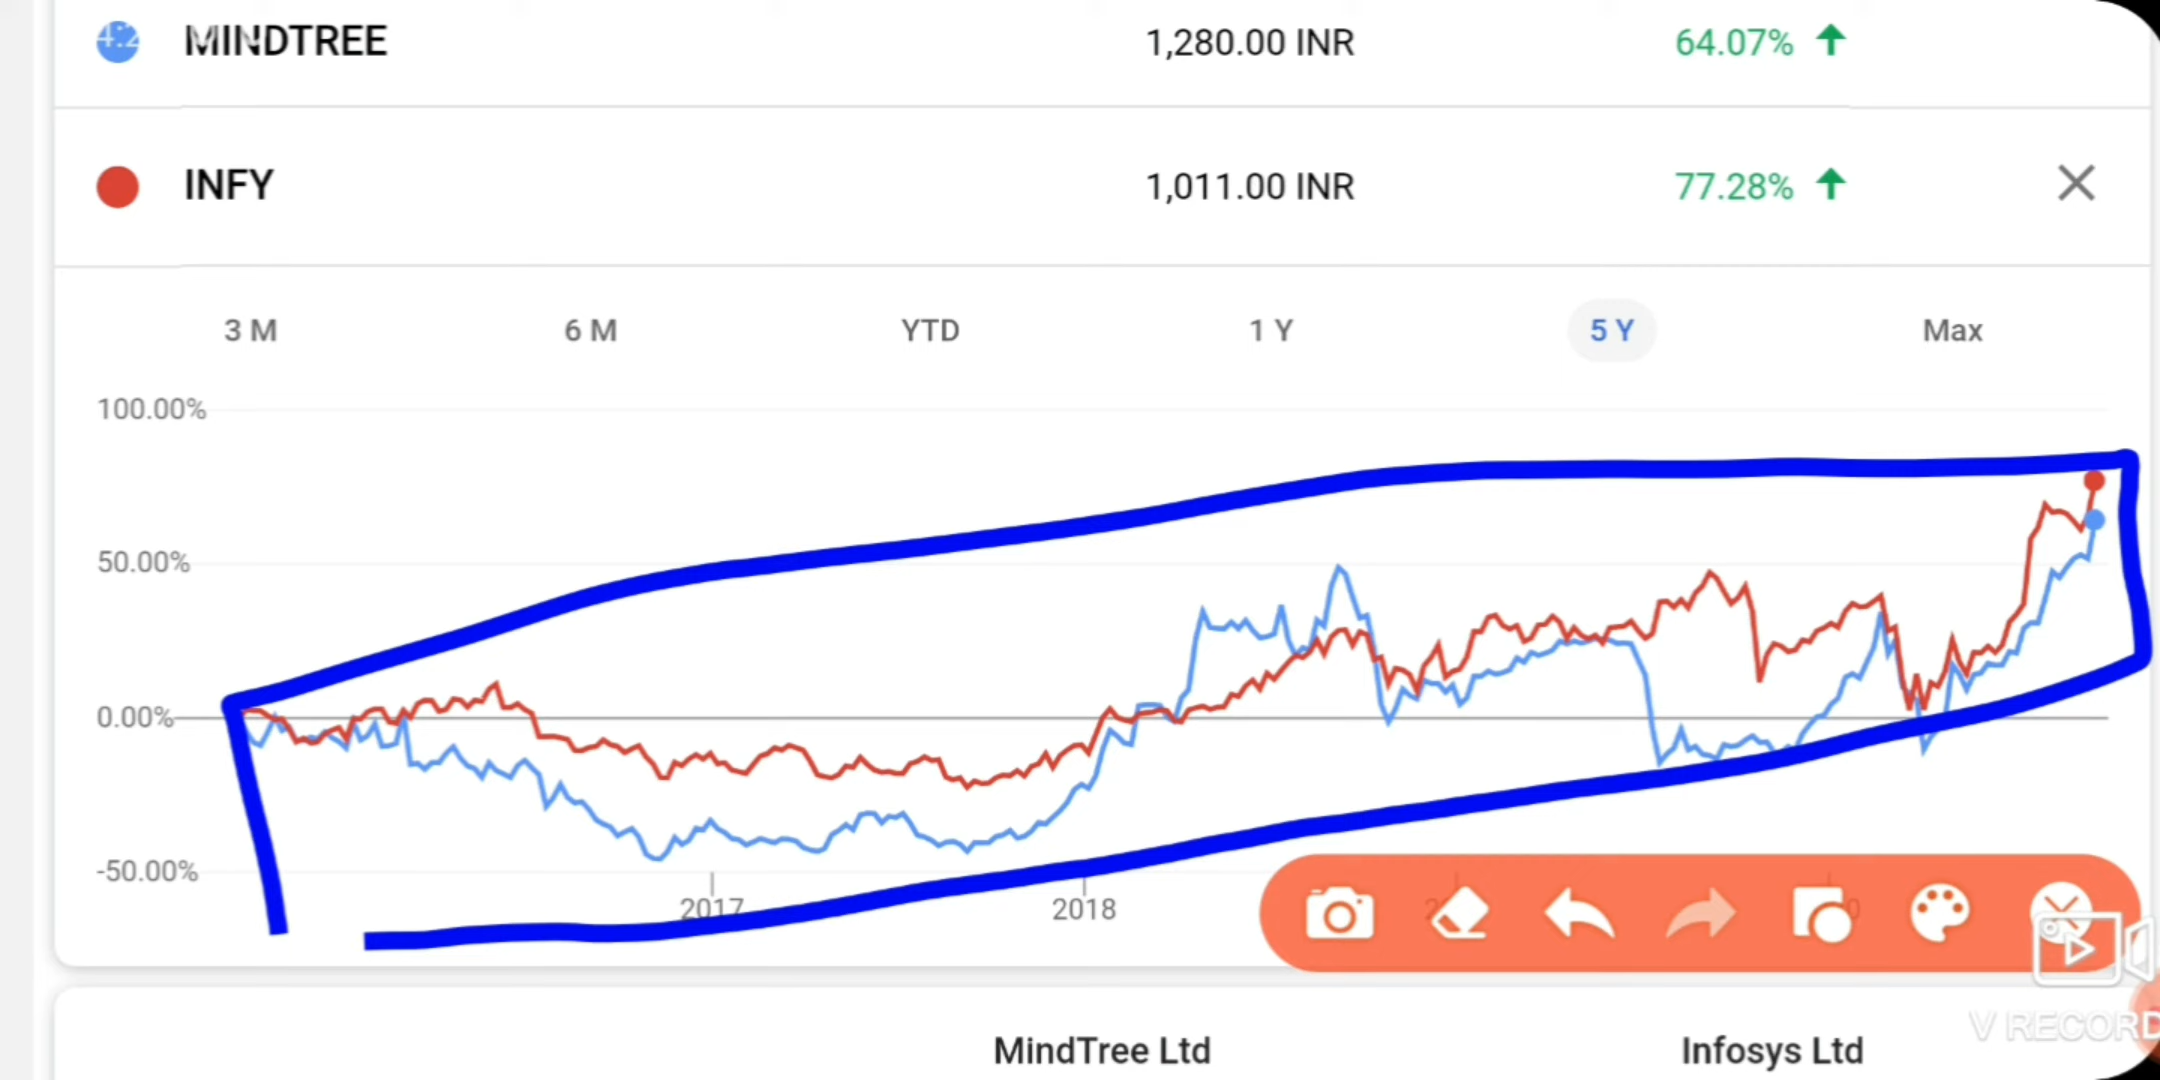 MINDTREE 1,280.00 INR 64.07%
INFY 1,011.00 INR 77.28%
3 M 6 M YTD 1 Y 5 Y Max
100.00%
50.00%
0.00%
-50.00%
2017 2018
MindTree Ltd Infosys Ltd
V RECORD